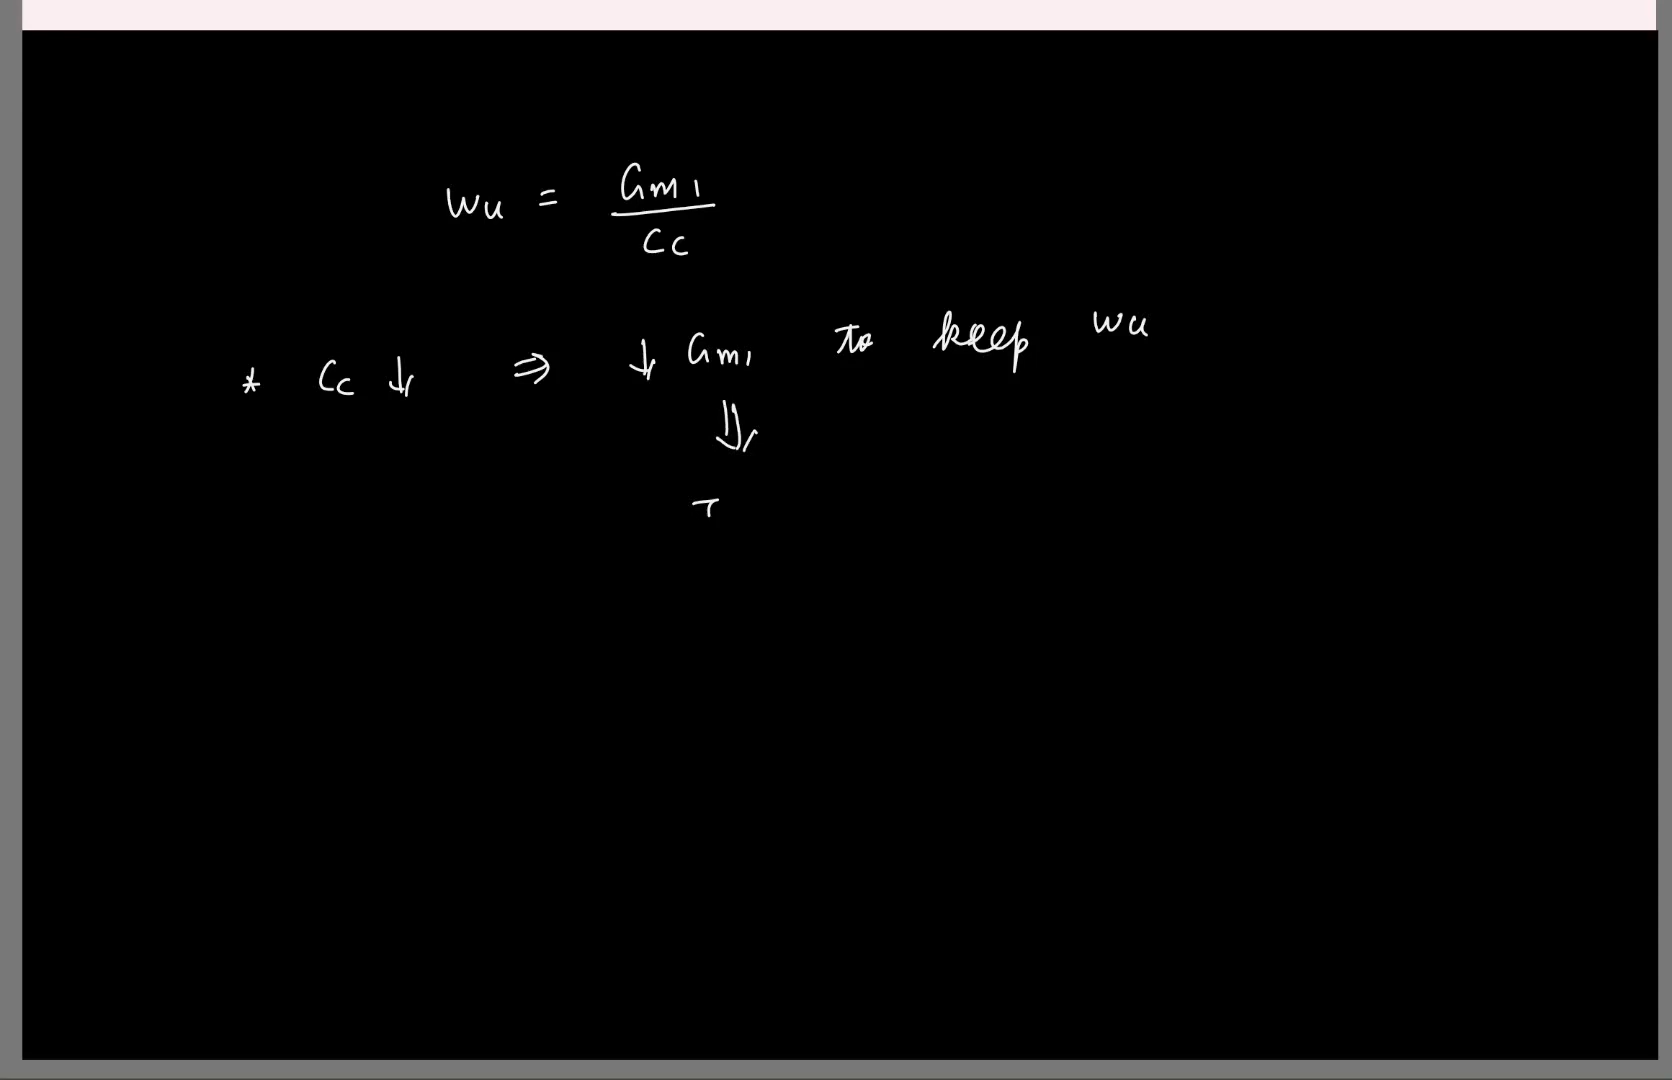 wu = Gm1
Cc
* Cc ↓ ⇒ ↓ Gm1 to keep wu
⇓